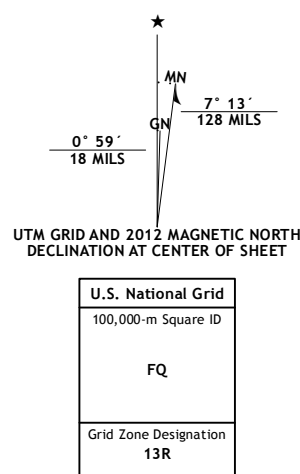 ★
MN
7° 13´
128 MILS
GN
0° 59´
18 MILS
UTM GRID AND 2012 MAGNETIC NORTH
DECLINATION AT CENTER OF SHEET
U.S. National Grid
100,000-m Square ID
FQ
Grid Zone Designation
13R